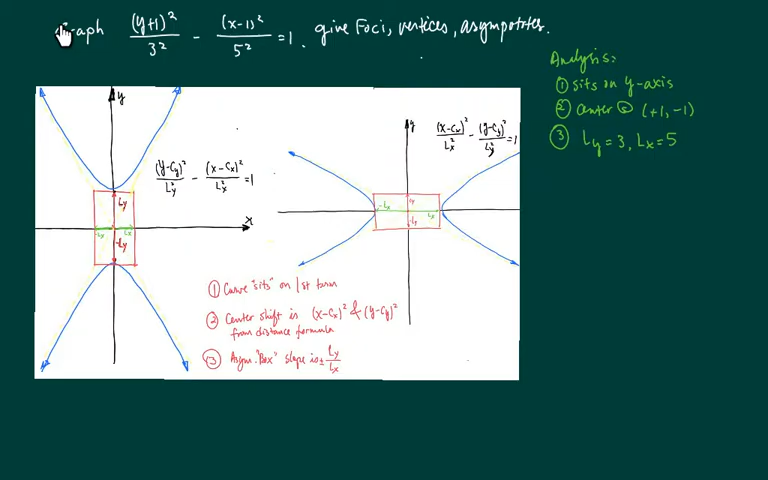 graph (y+1)²/3² - (x-1)²/5² = 1. give Foci, vertices, asympotates.
Analysis:
① sits on y-axis
② Center @ (+1, -1)
③ Ly = 3, Lx = 5
y
(y-Cy)²/Ly² - (x-Cx)²/Lx² = 1
Ly
-Lx Lx
-Ly
x
y
(x-Cx)²/Lx² - (y-Cy)²/Ly² = 1
-Lx Ly Lx
-Ly
① Curve "sits" on 1st term
② Center shift is (x-Cx)² & (y-Cy)²
from distance formula
③ Asym. "Box" slope is ± Ly/Lx